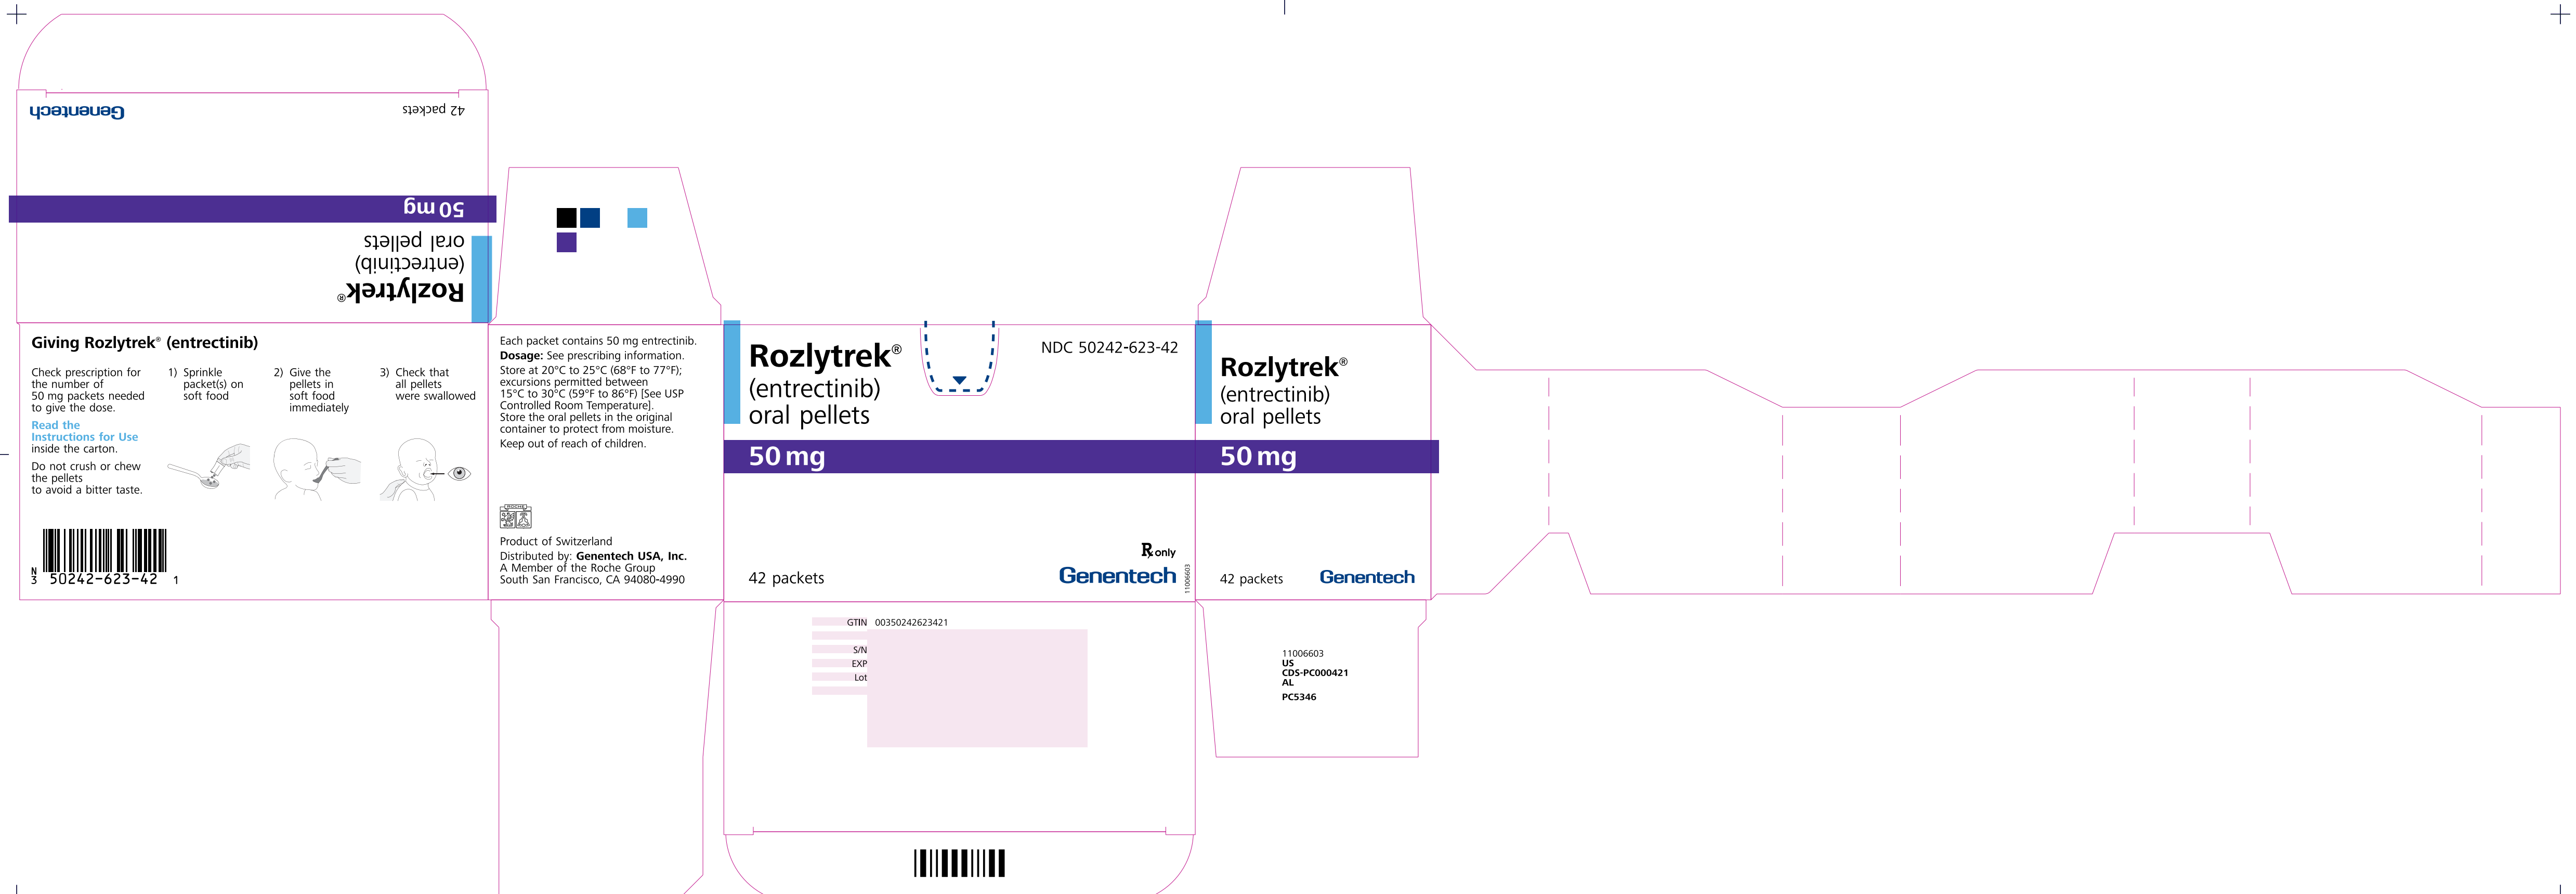 Genentech
42 packets
50 mg
oral pellets
(entrectinib)
Rozlytrek®
Giving Rozlytrek® (entrectinib)
Check prescription for
the number of
50 mg packets needed
to give the dose.
Read the
Instructions for Use
inside the carton.
Do not crush or chew
the pellets
to avoid a bitter taste.
1) Sprinkle
packet(s) on
soft food
2) Give the
pellets in
soft food
immediately
3) Check that
all pellets
were swallowed
N
3 50242-623-42 1
Each packet contains 50 mg entrectinib.
Dosage: See prescribing information.
Store at 20°C to 25°C (68°F to 77°F);
excursions permitted between
15°C to 30°C (59°F to 86°F) [See USP
Controlled Room Temperature].
Store the oral pellets in the original
container to protect from moisture.
Keep out of reach of children.
ROCHE
Product of Switzerland
Distributed by: Genentech USA, Inc.
A Member of the Roche Group
South San Francisco, CA 94080-4990
Rozlytrek®
(entrectinib)
oral pellets
NDC 50242-623-42
50 mg
Rx only
42 packets
Genentech
11006603
Rozlytrek®
(entrectinib)
oral pellets
50 mg
42 packets
Genentech
GTIN 00350242623421
S/N
EXP
Lot
11006603
US
CDS-PC000421
AL
PC5346